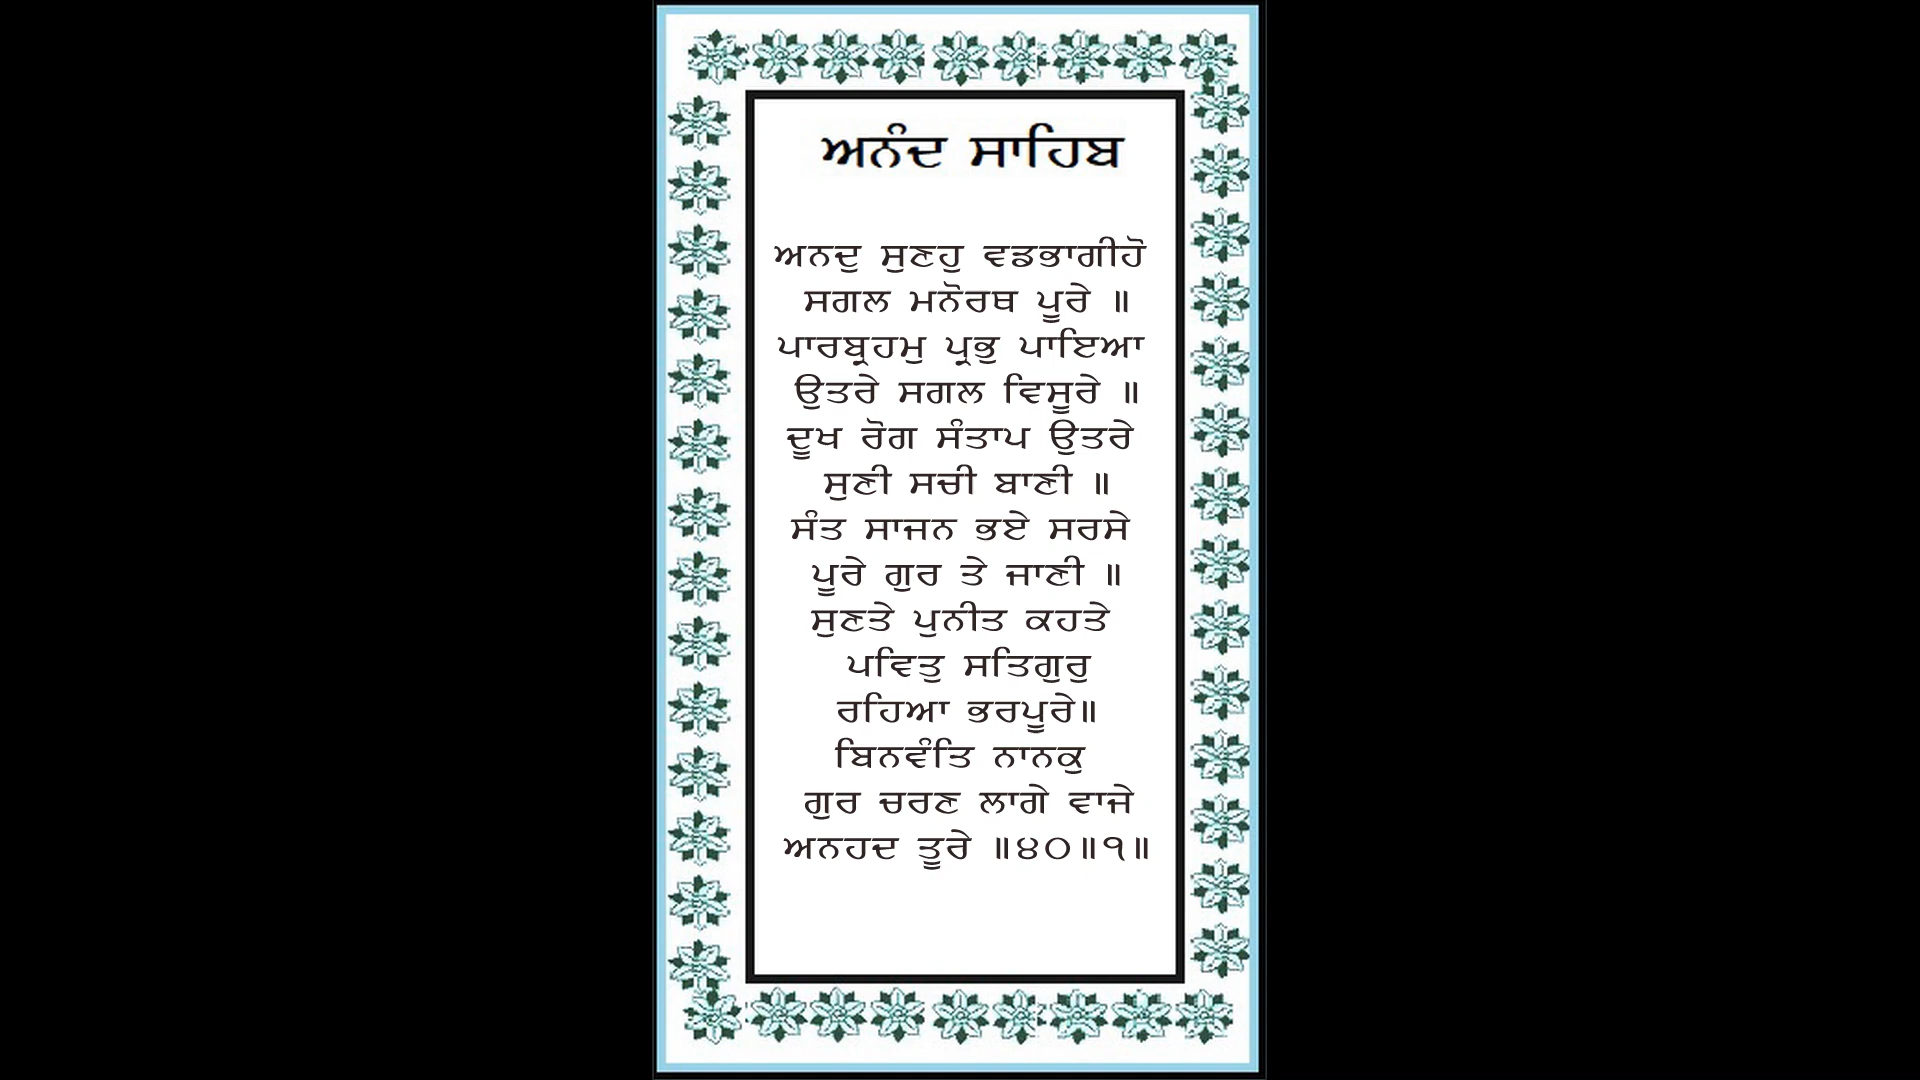 ਅਨੰਦ ਸਾਹਿਬ
ਅਨਦੁ ਸੁਣਹੁ ਵਡਭਾਗੀਹੋ
ਸਗਲ ਮਨੋਰਥ ਪੂਰੇ ॥
ਪਾਰਬ੍ਰਹਮੁ ਪ੍ਰਭੁ ਪਾਇਆ
ਉਤਰੇ ਸਗਲ ਵਿਸੂਰੇ ॥
ਦੂਖ ਰੋਗ ਸੰਤਾਪ ਉਤਰੇ
ਸੁਣੀ ਸਚੀ ਬਾਣੀ ॥
ਸੰਤ ਸਾਜਨ ਭਏ ਸਰਸੇ
ਪੂਰੇ ਗੁਰ ਤੇ ਜਾਣੀ ॥
ਸੁਣਤੇ ਪੁਨੀਤ ਕਹਤੇ
ਪਵਿਤੁ ਸਤਿਗੁਰੁ
ਰਹਿਆ ਭਰਪੂਰੇ॥
ਬਿਨਵੰਤਿ ਨਾਨਕੁ
ਗੁਰ ਚਰਣ ਲਾਗੇ ਵਾਜੇ
ਅਨਹਦ ਤੂਰੇ ॥੪੦॥੧॥